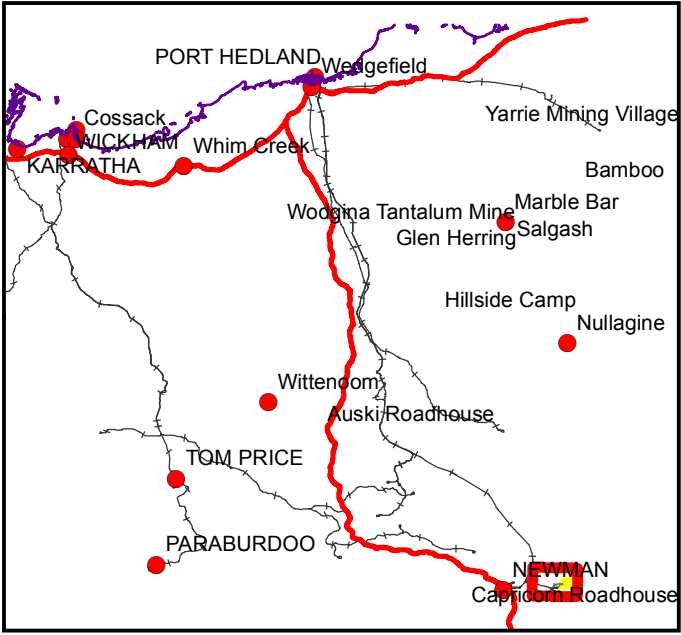 PORT HEDLAND
Wedgefield
Yarrie Mining Village
Cossack
WICKHAM
Whim Creek
KARRATHA
Bamboo
Marble Bar
Wodgina Tantalum Mine
Salgash
Glen Herring
Hillside Camp
Nullagine
Wittenoom
Auski Roadhouse
TOM PRICE
PARABURDOO
NEWMAN
Capricorn Roadhouse